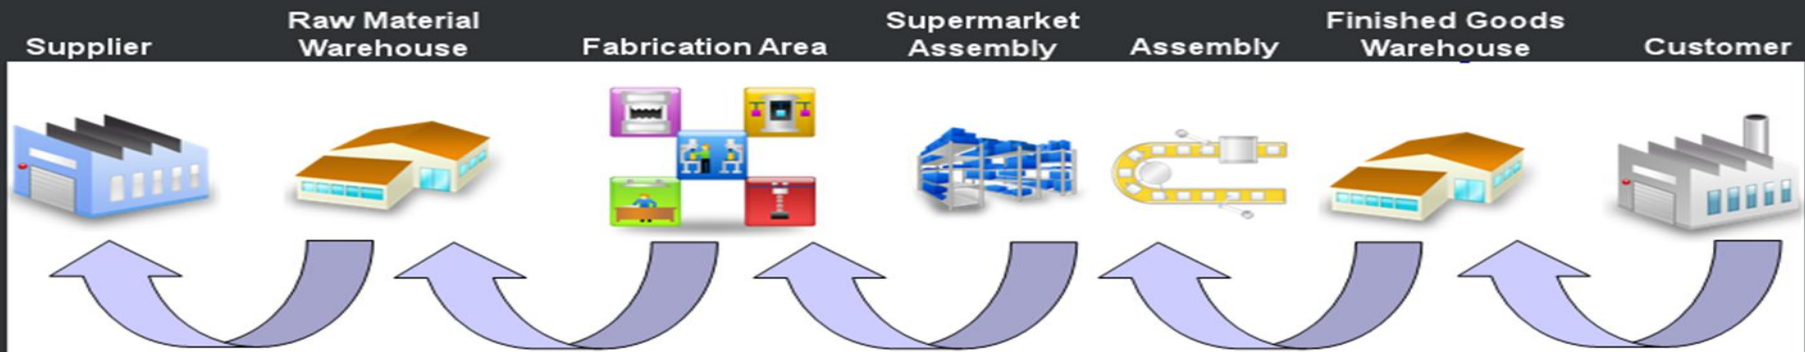 Supplier
Raw Material
Warehouse
Fabrication Area
Supermarket
Assembly
Assembly
Finished Goods
Warehouse
Customer